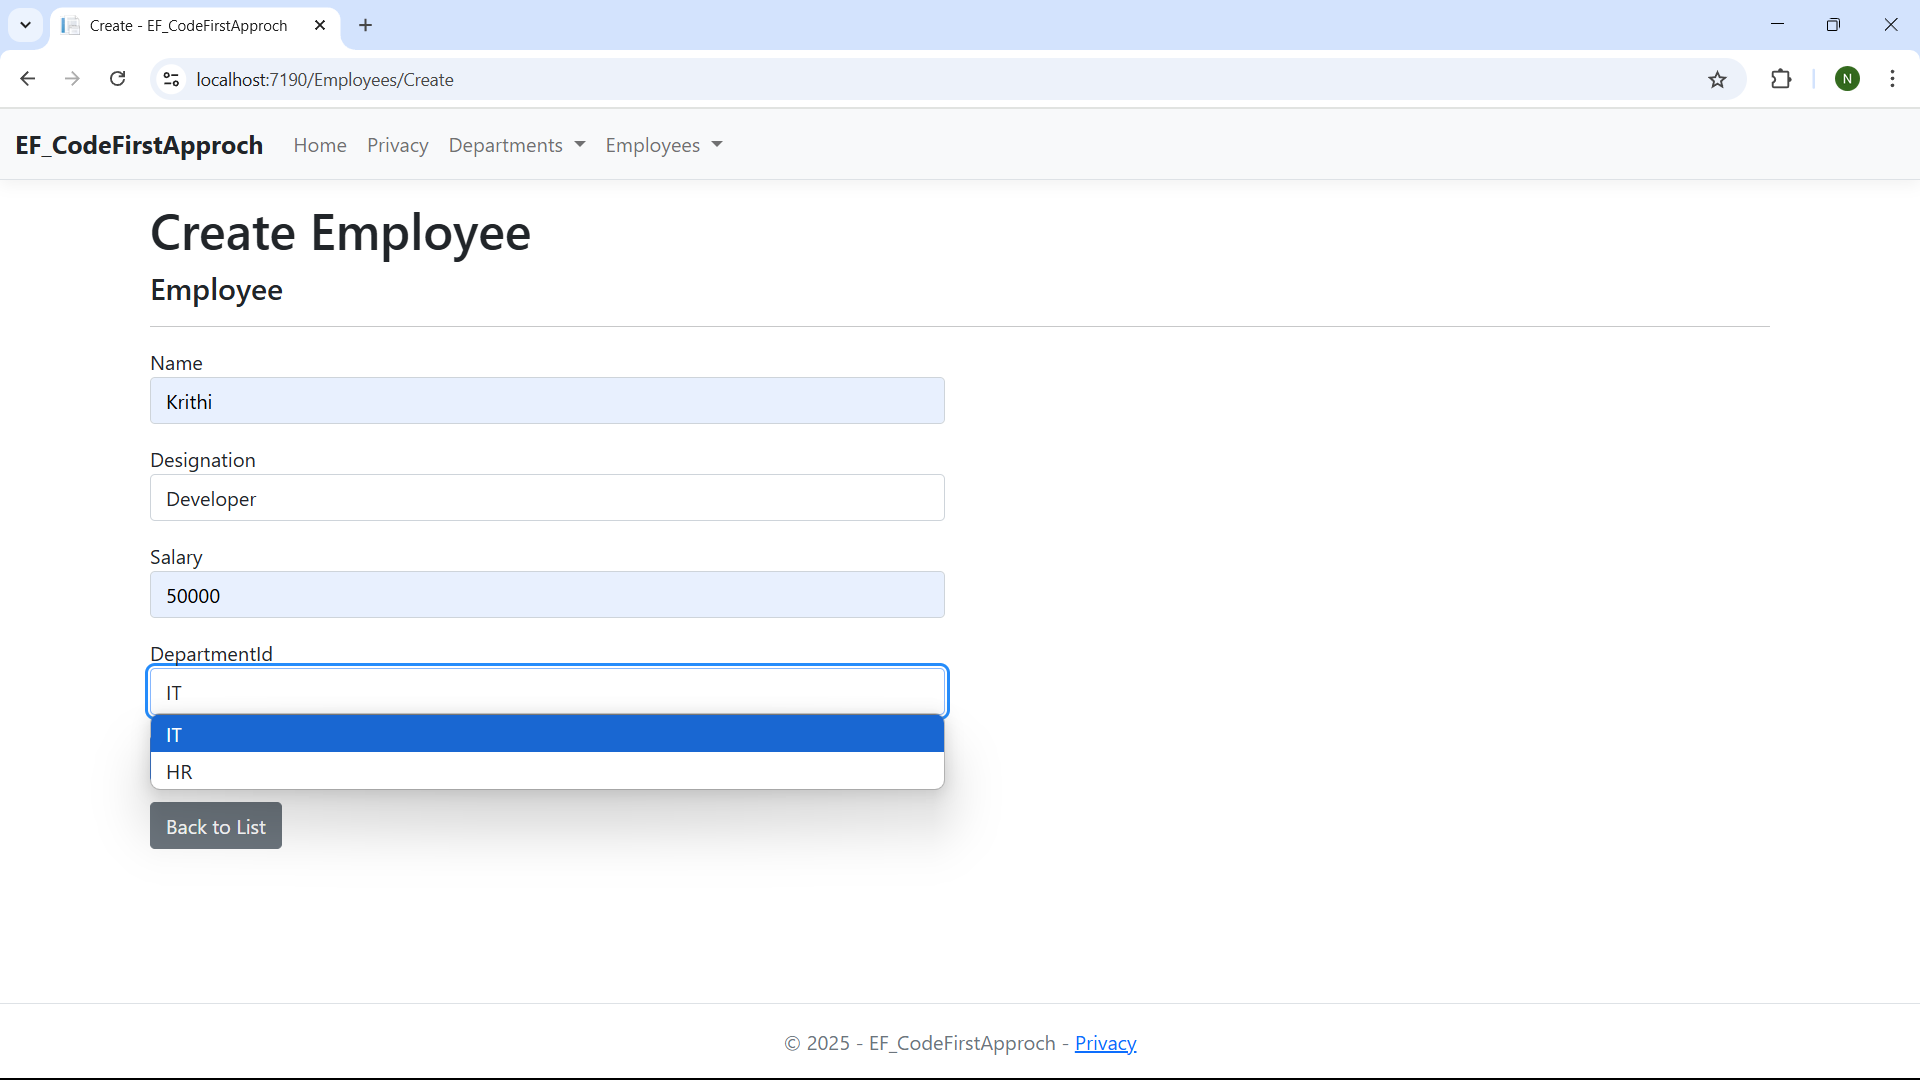 Create - EF_CodeFirstApproch
localhost:7190/Employees/Create
N
EF_CodeFirstApproch Home Privacy Departments Employees
Create Employee
Employee
Name
Krithi
Designation
Developer
Salary
50000
DepartmentId
IT
IT
HR
Back to List
© 2025 - EF_CodeFirstApproch - Privacy